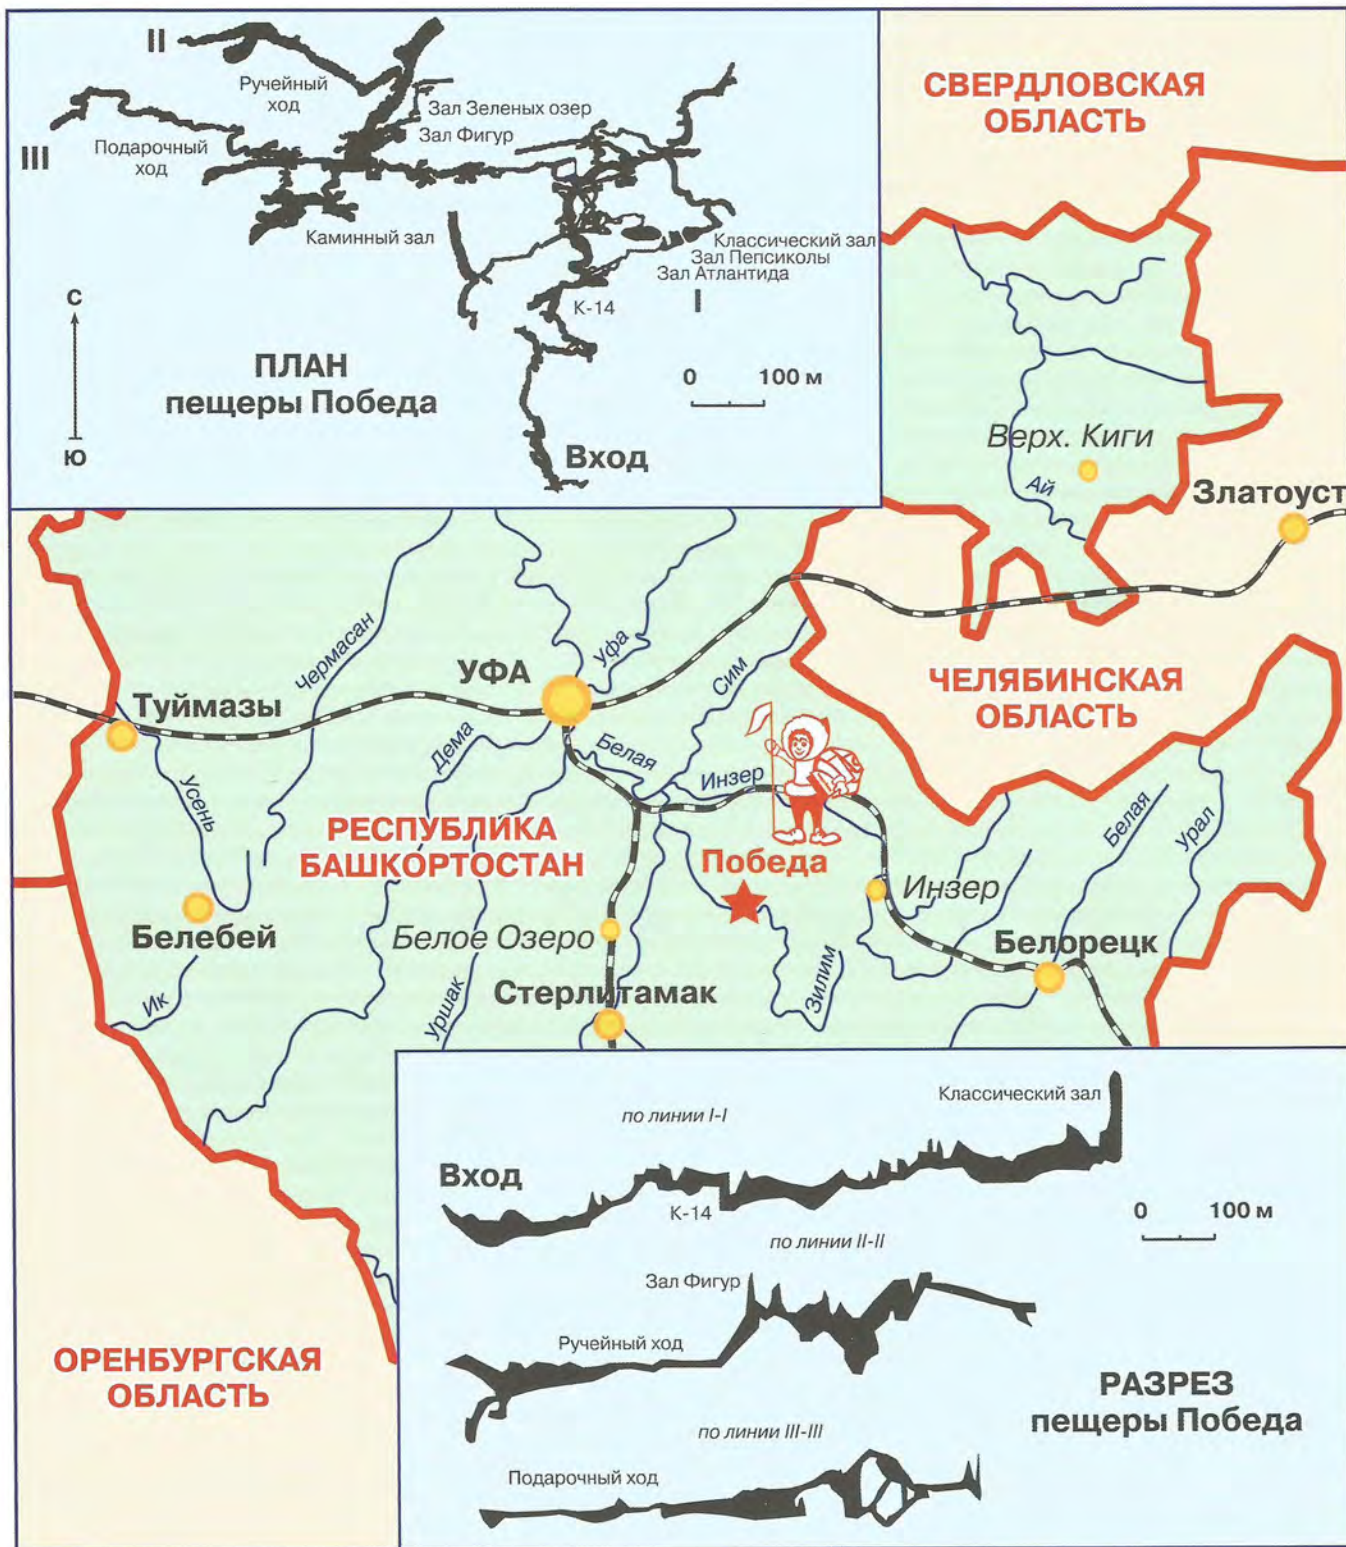 II
Ручейный
ход
Зал Зеленых озер
Зал Фигур
III
Подарочный
ход
Каминный зал
Классический зал
Зал Пепсиколы
Зал Атлантида
I
К-14
С
Ю
ПЛАН
пещеры Победа
0 100 м
Вход
СВЕРДЛОВСКАЯ
ОБЛАСТЬ
Верх. Киги
Ай
Златоуст
Чермасан
Уфа
УФА
Сим
ЧЕЛЯБИНСКАЯ
ОБЛАСТЬ
Туймазы
Дема
Белая
Инзер
Усень
РЕСПУБЛИКА
БАШКОРТОСТАН
Победа
Белая
Урал
Инзер
Белебей
Белое Озеро
Белорецк
Ик
Уршак
Стерлитамак
Зилим
ОРЕНБУРГСКАЯ
ОБЛАСТЬ
по линии I-I
Классический зал
Вход
К-14
0 100 м
по линии II-II
Зал Фигур
Ручейный ход
РАЗРЕЗ
пещеры Победа
по линии III-III
Подарочный ход